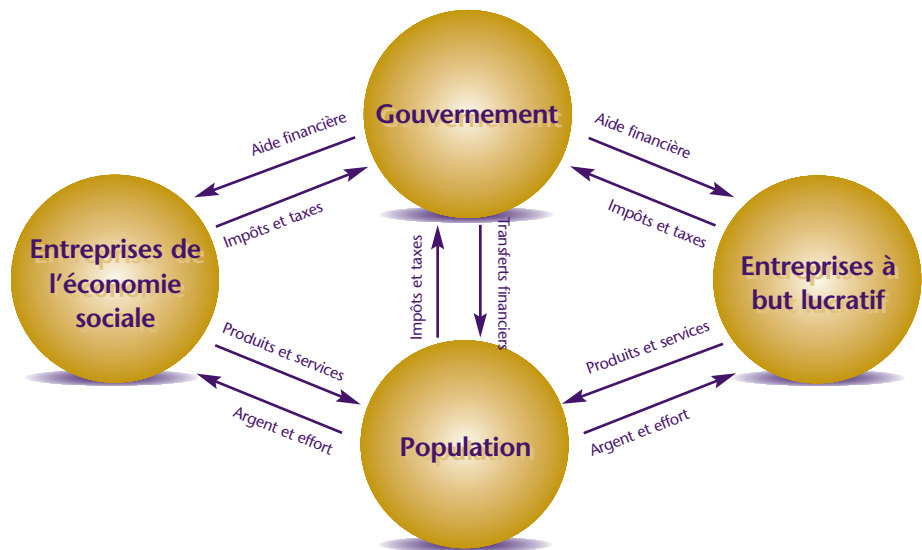 Gouvernement
Aide financière
Aide financière
Impôts et taxes
Impôts et taxes
Entreprises de
l'économie
sociale
Impôts et taxes
Transferts financiers
Entreprises à
but lucratif
Produits et services
Produits et services
Argent et effort
Argent et effort
Population